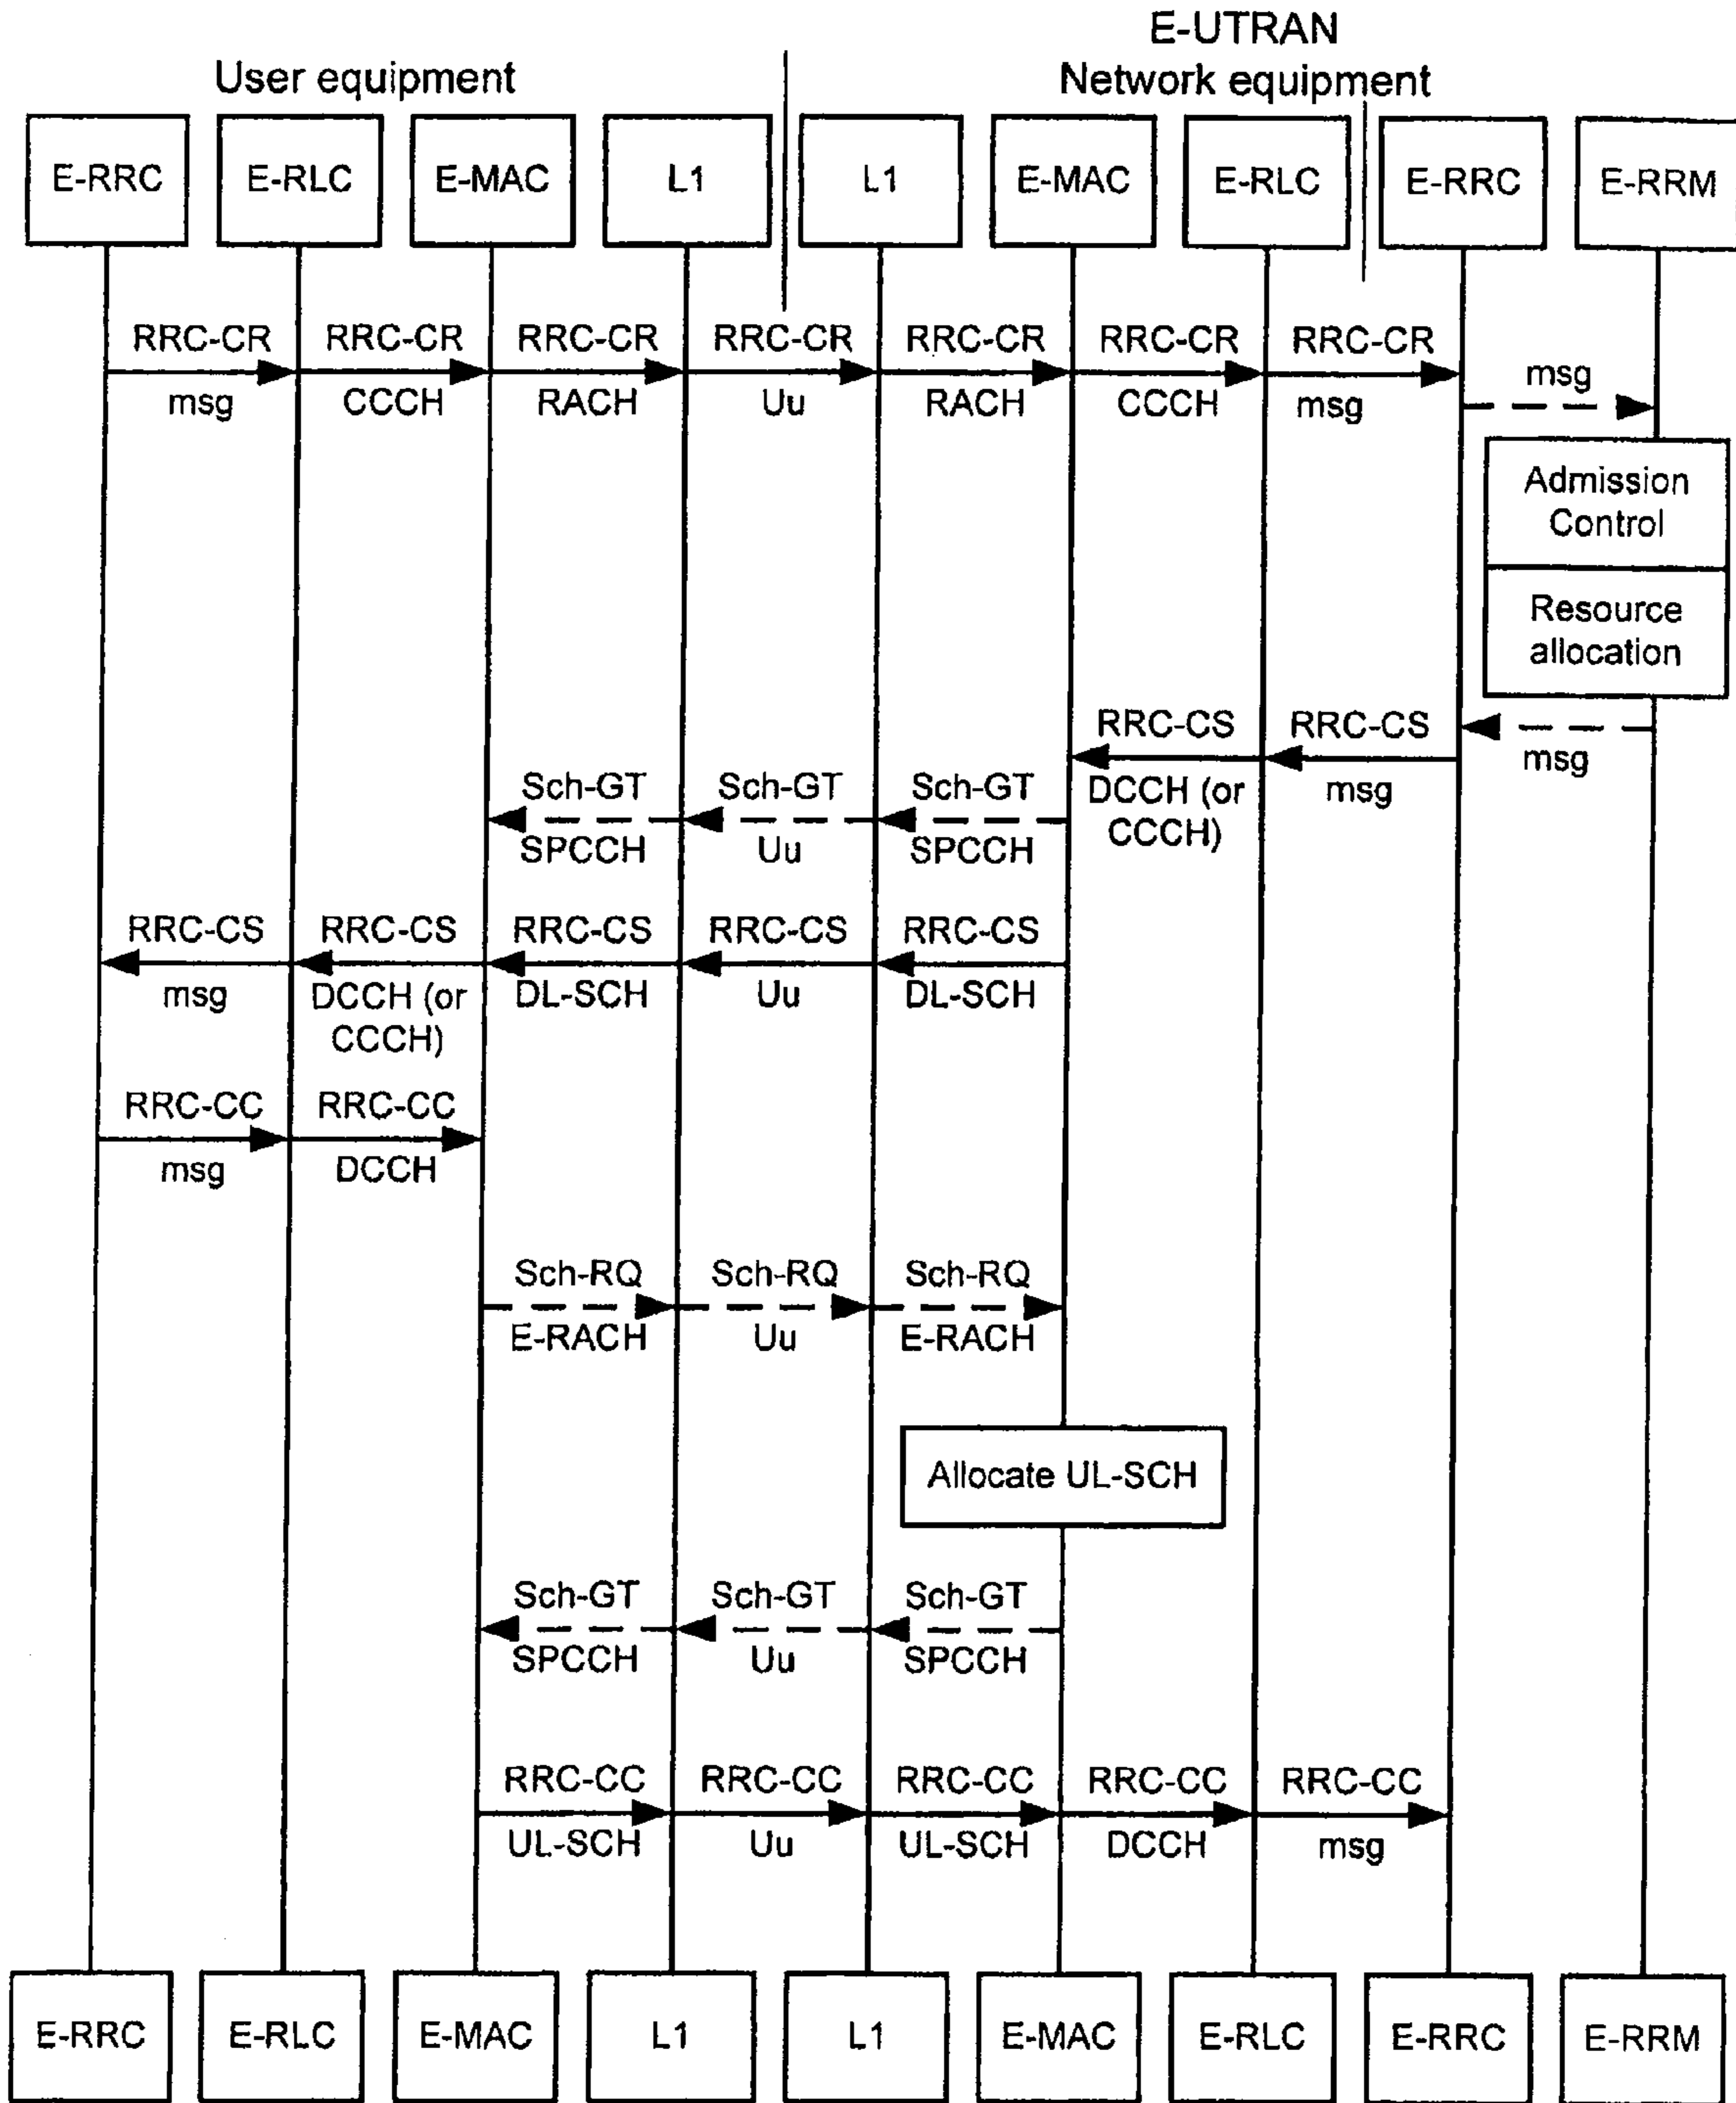 E-UTRAN
User equipment
Network equipment
E-RRC E-RLC E-MAC L1 L1 E-MAC E-RLC E-RRC E-RRM
RRC-CR RRC-CR RRC-CR RRC-CR RRC-CR RRC-CR RRC-CR
msg CCCH RACH Uu RACH CCCH msg
msg
Admission
Control
Resource
allocation
msg
RRC-CS RRC-CS
DCCH (or
CCCH)
msg
Sch-GT Sch-GT Sch-GT
SPCCH Uu SPCCH
RRC-CS RRC-CS RRC-CS RRC-CS RRC-CS
msg DCCH (or DL-SCH Uu DL-SCH
CCCH)
RRC-CC RRC-CC
msg DCCH
Sch-RQ Sch-RQ Sch-RQ
E-RACH Uu E-RACH
Allocate UL-SCH
Sch-GT Sch-GT Sch-GT
SPCCH Uu SPCCH
RRC-CC RRC-CC RRC-CC RRC-CC RRC-CC
UL-SCH Uu UL-SCH DCCH msg
E-RRC E-RLC E-MAC L1 L1 E-MAC E-RLC E-RRC E-RRM